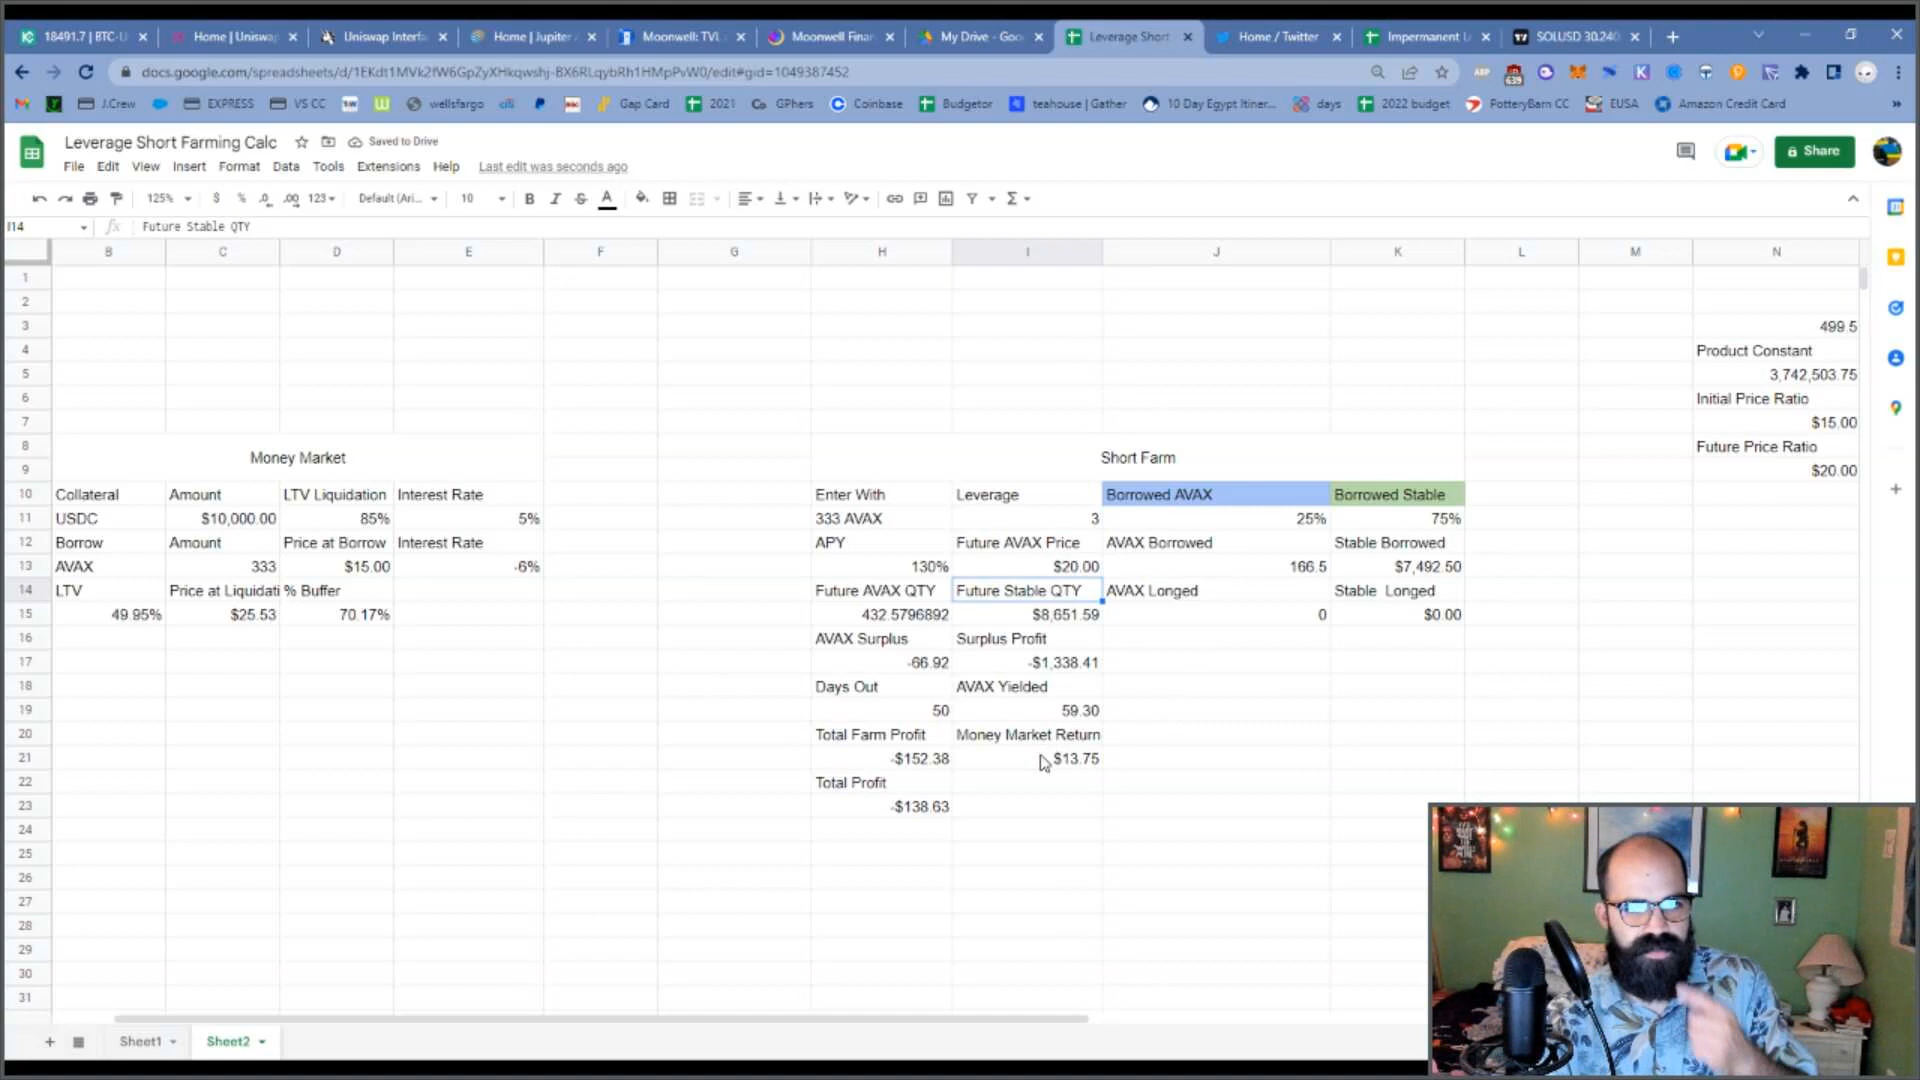 18491.7 | BTC-U
Home | Uniswap
Uniswap Interfa
Home | Jupiter
Moonwell: TVL
Moonwell Finan
My Drive - Goo
Leverage Short
Home / Twitter
Impermanent L
SOLUSD 30.240
docs.google.com/spreadsheets/d/1EKdt1MVk2fW6GpZyXHkqwshj-BX6RLqybRh1HMpPvW0/edit#gid=1049387452
J.Crew
EXPRESS
VS CC
wellsfargo
citi
Gap Card
2021
GPhers
Coinbase
Budgetor
teahouse | Gather
10 Day Egypt Itiner...
days
2022 budget
PotteryBarn CC
EUSA
Amazon Credit Card
Leverage Short Farming Calc
Saved to Drive
File Edit View Insert Format Data Tools Extensions Help Last edit was seconds ago
Share
125% $ % .0 .00 123 Default (Ari... 10 B I S A
I14 fx Future Stable QTY
B C D E F G H I J K L M N
1
2
3 499.5
4 Product Constant
5 3,742,503.75
6 Initial Price Ratio
7 $15.00
8 Future Price Ratio
Money Market Short Farm
9 $20.00
10 Collateral Amount LTV Liquidation Interest Rate Enter With Leverage Borrowed AVAX Borrowed Stable
11 USDC $10,000.00 85% 5% 333 AVAX 3 25% 75%
12 Borrow Amount Price at Borrow Interest Rate APY Future AVAX Price AVAX Borrowed Stable Borrowed
13 AVAX 333 $15.00 -6% 130% $20.00 166.5 $7,492.50
14 LTV Price at Liquidati % Buffer Future AVAX QTY Future Stable QTY AVAX Longed Stable Longed
15 49.95% $25.53 70.17% 432.5796892 $8,651.59 0 $0.00
16 AVAX Surplus Surplus Profit
17 -66.92 -$1,338.41
18 Days Out AVAX Yielded
19 50 59.30
20 Total Farm Profit Money Market Return
21 -$152.38 $13.75
22 Total Profit
23 -$138.63
24
25
26
27
28
29
30
31
Sheet1
Sheet2